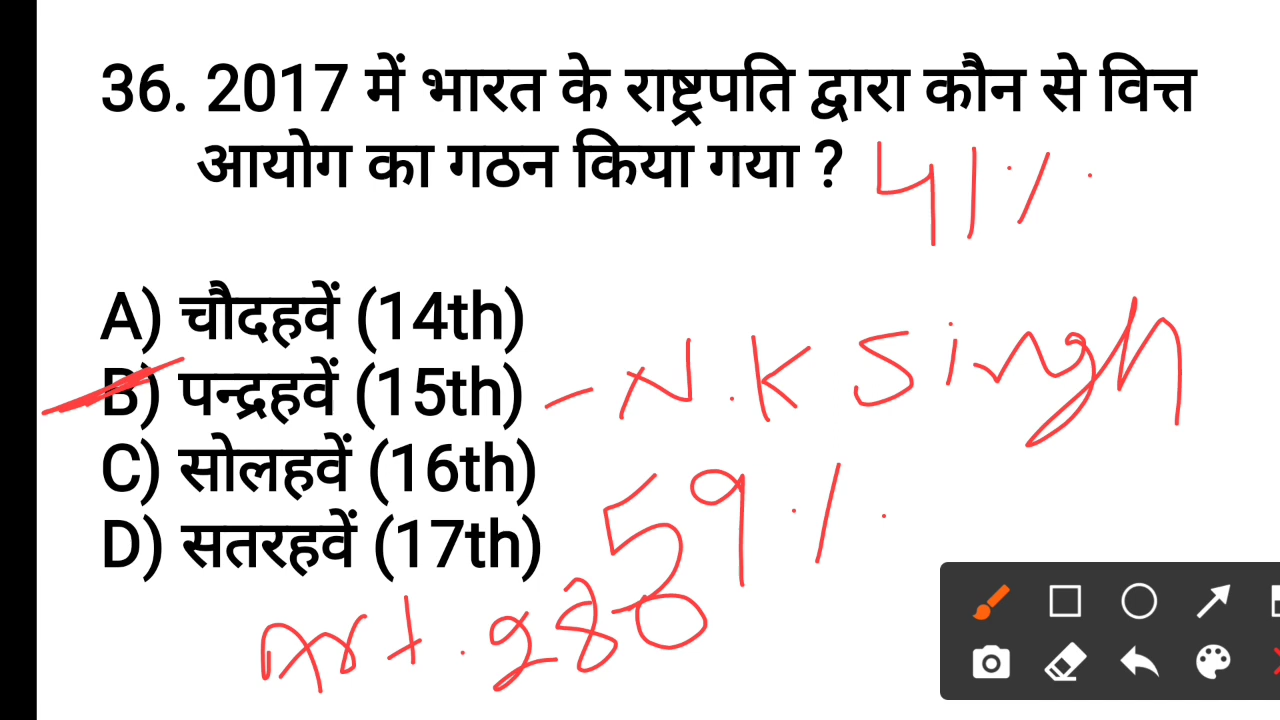 36. 2017 में भारत के राष्ट्रपति द्वारा कौन से वित्त
आयोग का गठन किया गया ? 41%.
A) चौदहवें (14th)
B) पन्द्रहवें (15th) - N.K Singh
C) सोलहवें (16th)
59%.
D) सतरहवें (17th)
Art. 280